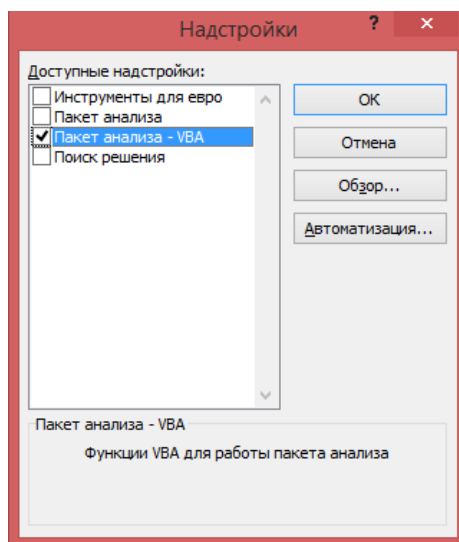 Надстройки
?
×
Доступные надстройки:
Инструменты для евро
Пакет анализа
Пакет анализа - VBA
Поиск решения
ОК
Отмена
Обзор...
Автоматизация...
Пакет анализа - VBA
Функции VBA для работы пакета анализа